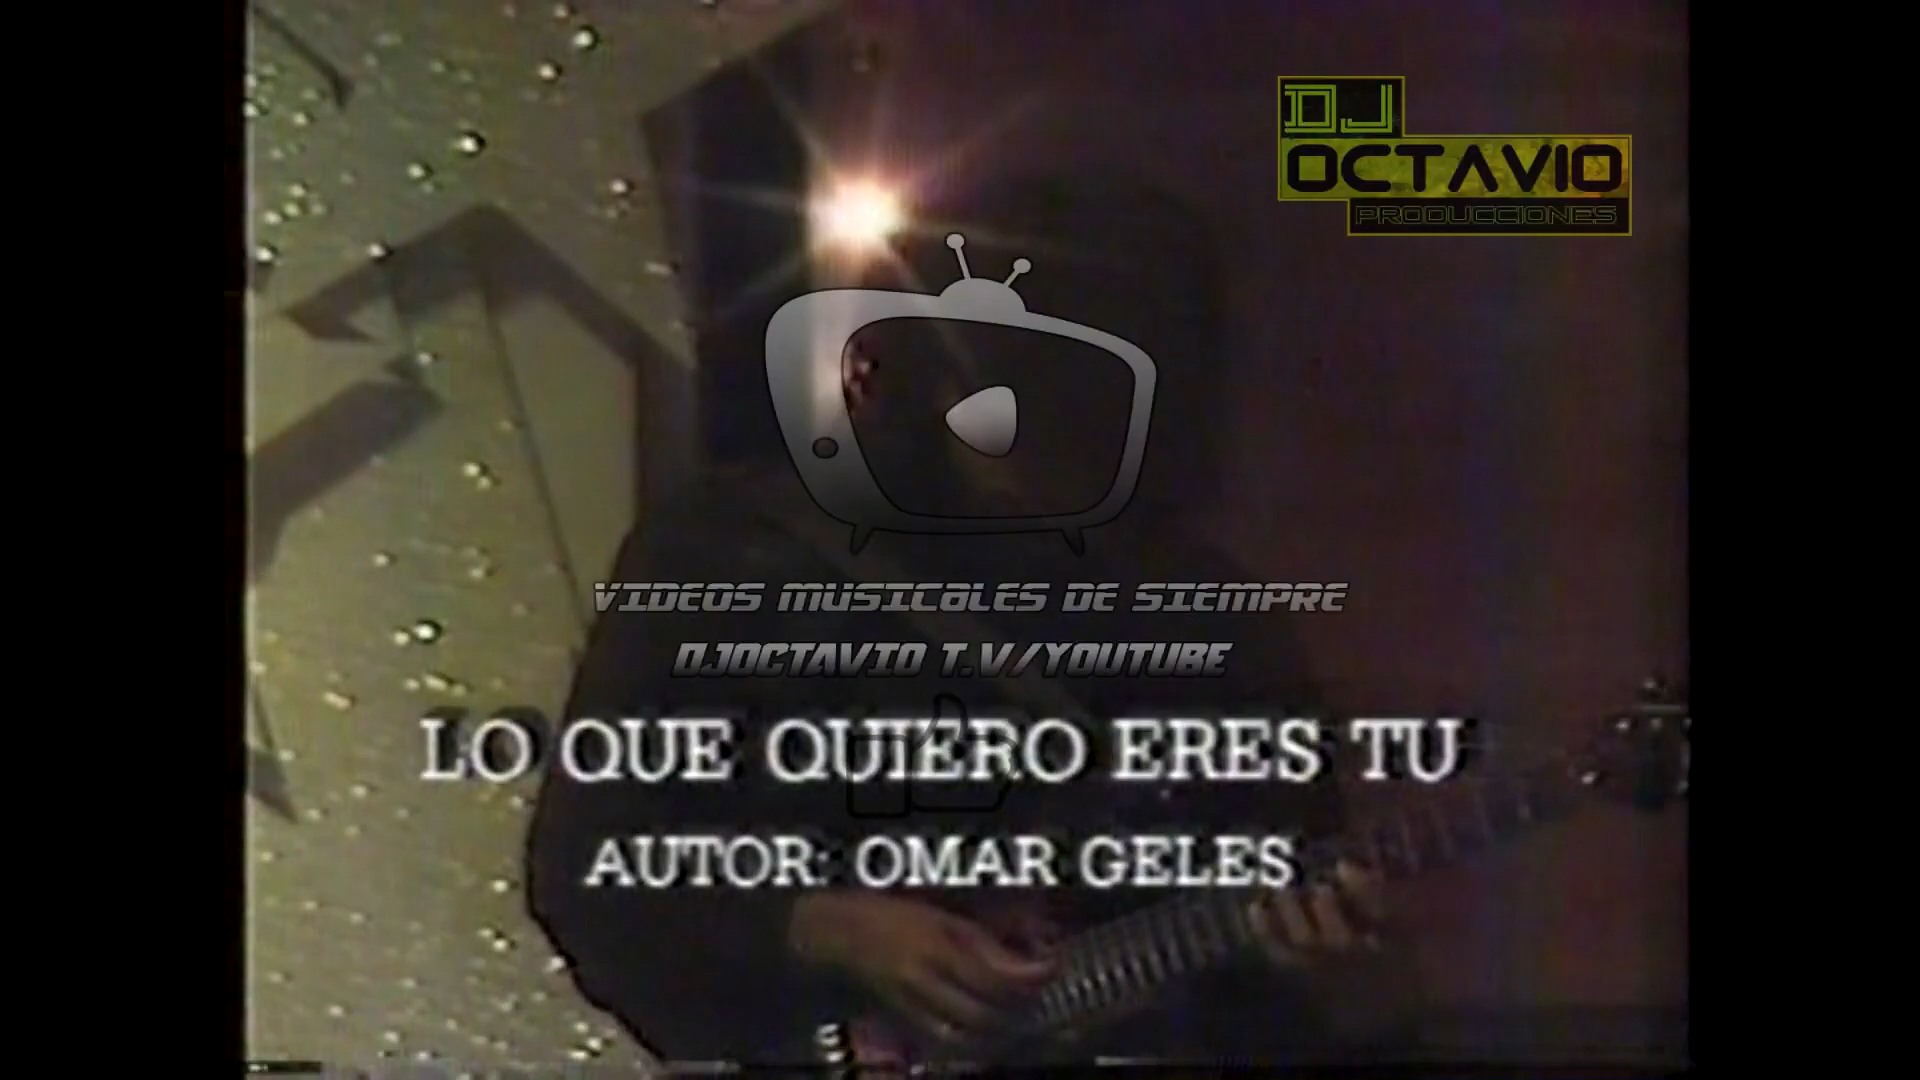 DJ
OCTAVIO
PRODUCCIONES
VIDEOS MUSICALES DE SIEMPRE
DJOCTAVIO T.V/YOUTUBE
LO QUE QUIERO ERES TU
AUTOR: OMAR GELES